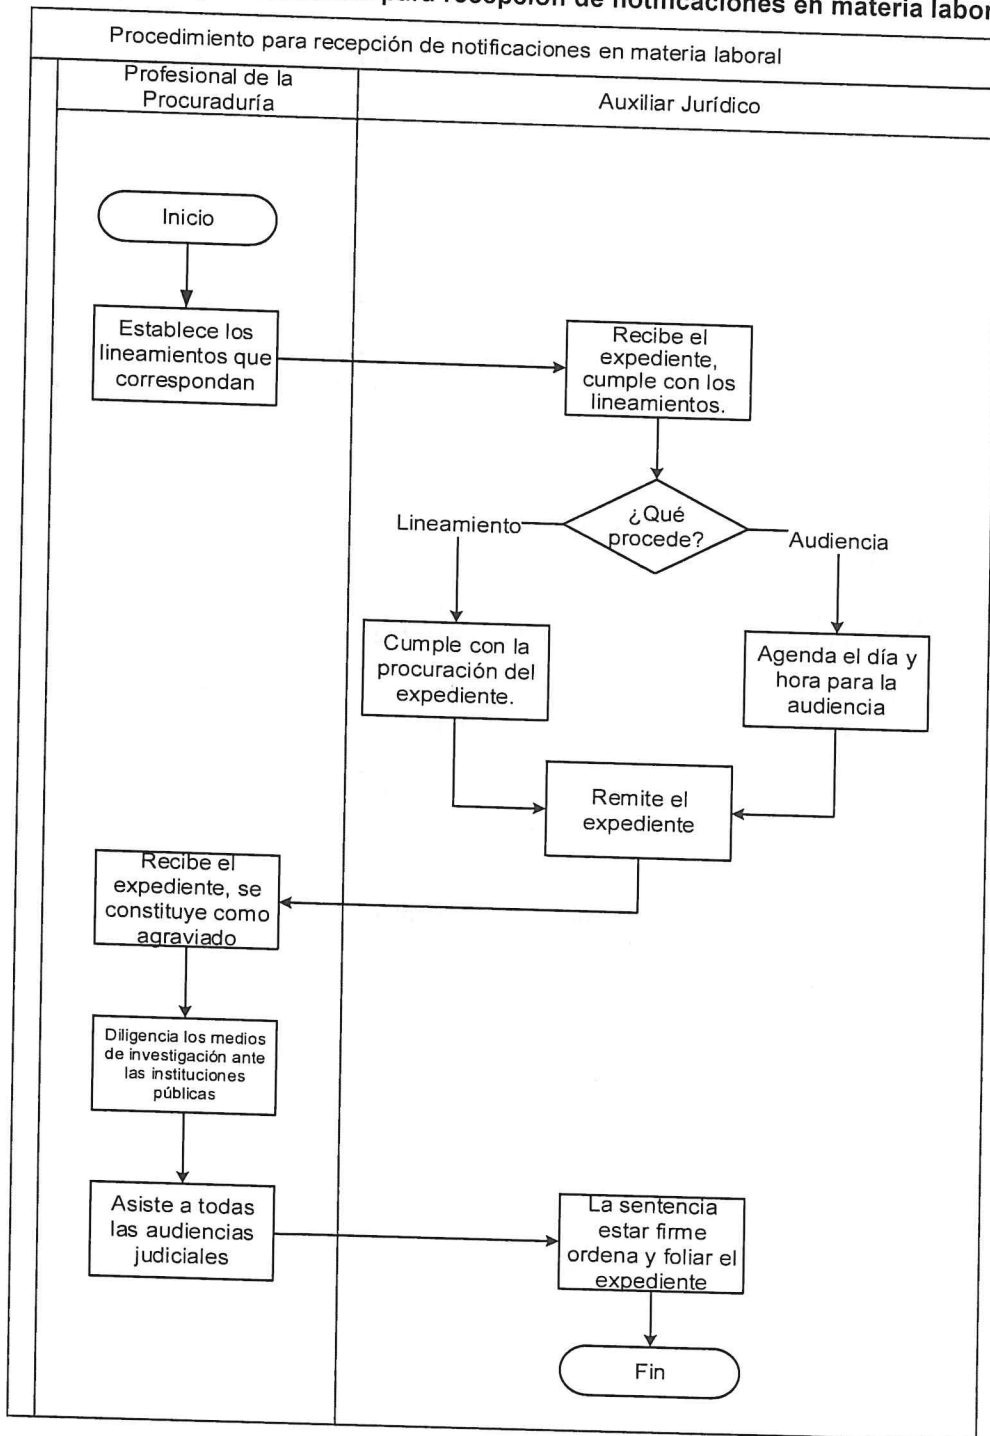 para recepción de notificaciones en materia labor
Procedimiento para recepción de notificaciones en materia laboral
Profesional de la
Procuraduría
Auxiliar Jurídico
Inicio
Establece los
lineamientos que
correspondan
Recibe el
expediente,
cumple con los
lineamientos.
¿Qué
procede?
Lineamiento
Audiencia
Cumple con la
procuración del
expediente.
Agenda el día y
hora para la
audiencia
Remite el
expediente
Recibe el
expediente, se
constituye como
agraviado
Diligencia los medios
de investigación ante
las instituciones
públicas
Asiste a todas
las audiencias
judiciales
La sentencia
estar firme
ordena y foliar el
expediente
Fin